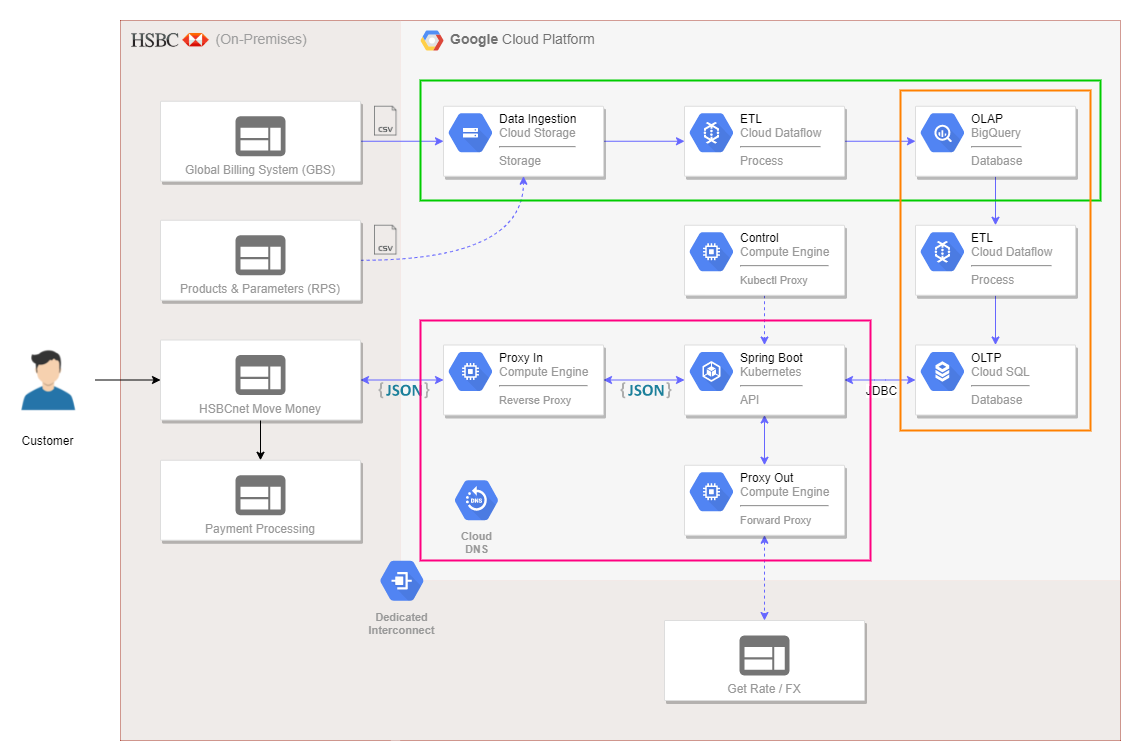 HSBC (On-Premises)
Google Cloud Platform
CSV
Global Billing System (GBS)
Data Ingestion
Cloud Storage
Storage
ETL
Cloud Dataflow
Process
OLAP
BigQuery
Database
CSV
Products & Parameters (RPS)
Control
Compute Engine
Kubectl Proxy
ETL
Cloud Dataflow
Process
Customer
HSBCnet Move Money
{JSON}
Proxy In
Compute Engine
Reverse Proxy
{JSON}
Spring Boot
Kubernetes
API
JDBC
OLTP
Cloud SQL
Database
Payment Processing
DNS
Cloud
DNS
Proxy Out
Compute Engine
Forward Proxy
Dedicated
Interconnect
Get Rate / FX